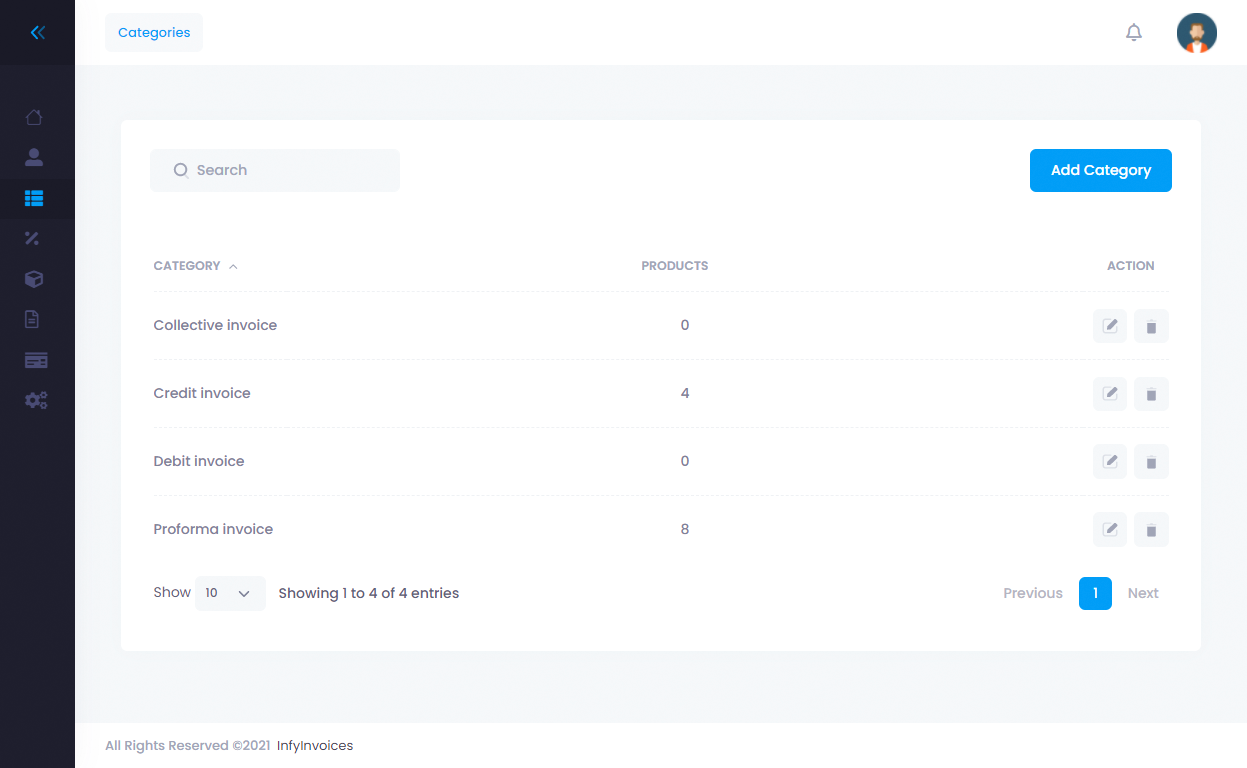 Categories
Search
Add Category
CATEGORY PRODUCTS ACTION
Collective invoice 0
Credit invoice 4
Debit invoice 0
Proforma invoice 8
Show 10 Showing 1 to 4 of 4 entries Previous 1 Next
All Rights Reserved ©2021 InfyInvoices